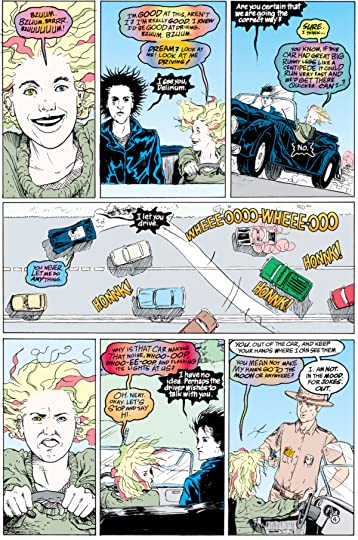 BZUUM.
BZUUM. BRRRR.
BZUUUUUUM!
I'M GOOD AT THIS, AREN'T
I? I'M REALLY GOOD. I KNEW
I'D BE GOOD AT DRIVING.
BZUUM. BZUUM.
DREAM? LOOK AT
ME! LOOK AT ME
DRIVING!
I see you,
Delirium.
Are you certain that
we are going the
correct way?
SURE.
I THINK...
YOU KNOW, IF THIS
CAR HAD GREAT BIG
RUNNY LEGS LIKE A
CENTIPEDE IT COULD
RUN VERY FAST AND
WE'D GET THERE
QUICKER. CAN I--?
No.
I let you
drive.
YOU NEVER
LET ME DO
ANYTHING.
WHEEE-OOOO-WHEEE-OOO
HONNK!
HONNK!
HONNK!
HONNK!
WHY IS THAT CAR MAKING
THAT NOISE, WHOO-OOP
WHOO-EE-OOP AND FLASHING
ITS LIGHTS AT US?
I have no
idea. Perhaps the
driver wishes to
talk with you.
OH. NEAT.
OKAY. LET'S
STOP AND SAY
HI.
YOU. OUT OF THE CAR, AND KEEP
YOUR HANDS WHERE I CAN SEE THEM.
YOU MEAN NOT MAKE
MY HANDS GO TO THE
MOON OR ANYWHERE?
I. AM NOT.
IN THE MOOD.
FOR JOKES.
OUT.